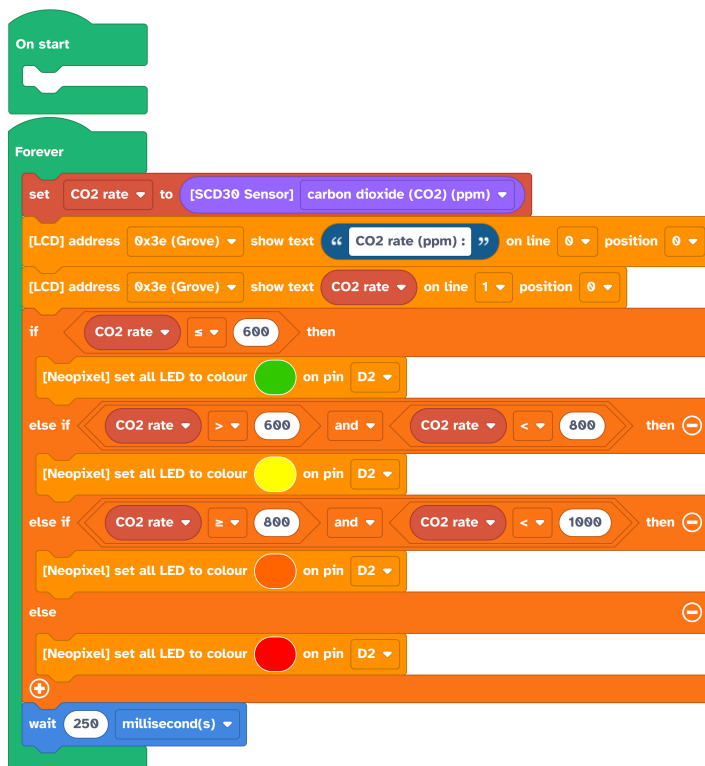 On start
Forever
set CO2 rate to [SCD30 Sensor] carbon dioxide (CO2) (ppm)
[LCD] address 0x3e (Grove) show text “ CO2 rate (ppm) : ” on line 0 position 0
[LCD] address 0x3e (Grove) show text CO2 rate on line 1 position 0
if CO2 rate ≤ 600 then
[Neopixel] set all LED to colour on pin D2
else if CO2 rate > 600 and CO2 rate < 800 then
[Neopixel] set all LED to colour on pin D2
else if CO2 rate ≥ 800 and CO2 rate < 1000 then
[Neopixel] set all LED to colour on pin D2
else
[Neopixel] set all LED to colour on pin D2
wait 250 millisecond(s)